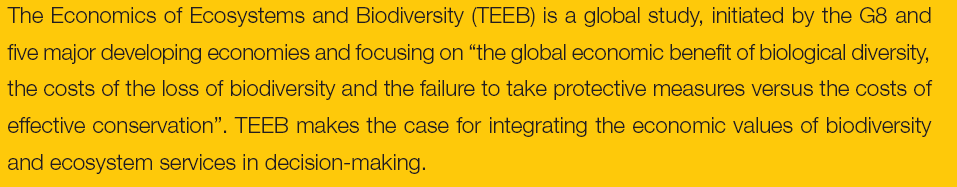 The Economics of Ecosystems and Biodiversity (TEEB) is a global study, initiated by the G8 and
five major developing economies and focusing on “the global economic benefit of biological diversity,
the costs of the loss of biodiversity and the failure to take protective measures versus the costs of
effective conservation”. TEEB makes the case for integrating the economic values of biodiversity
and ecosystem services in decision-making.